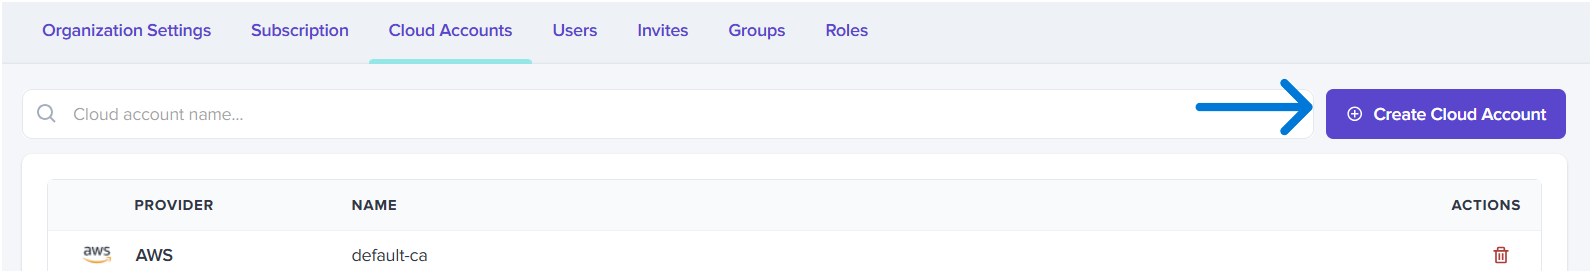 Organization Settings Subscription Cloud Accounts Users Invites Groups Roles
Cloud account name... Create Cloud Account
PROVIDER NAME ACTIONS
aws AWS default-ca